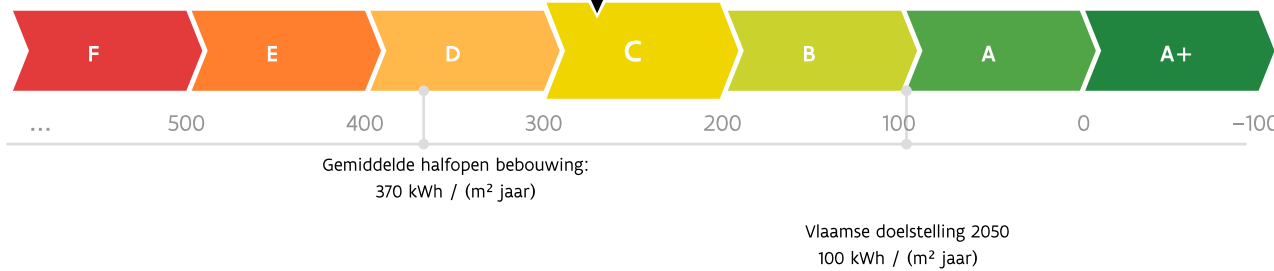 F E D C B A A+
... 500 400 300 200 100 0 –100
Gemiddelde halfopen bebouwing:
370 kWh / (m² jaar)
Vlaamse doelstelling 2050
100 kWh / (m² jaar)